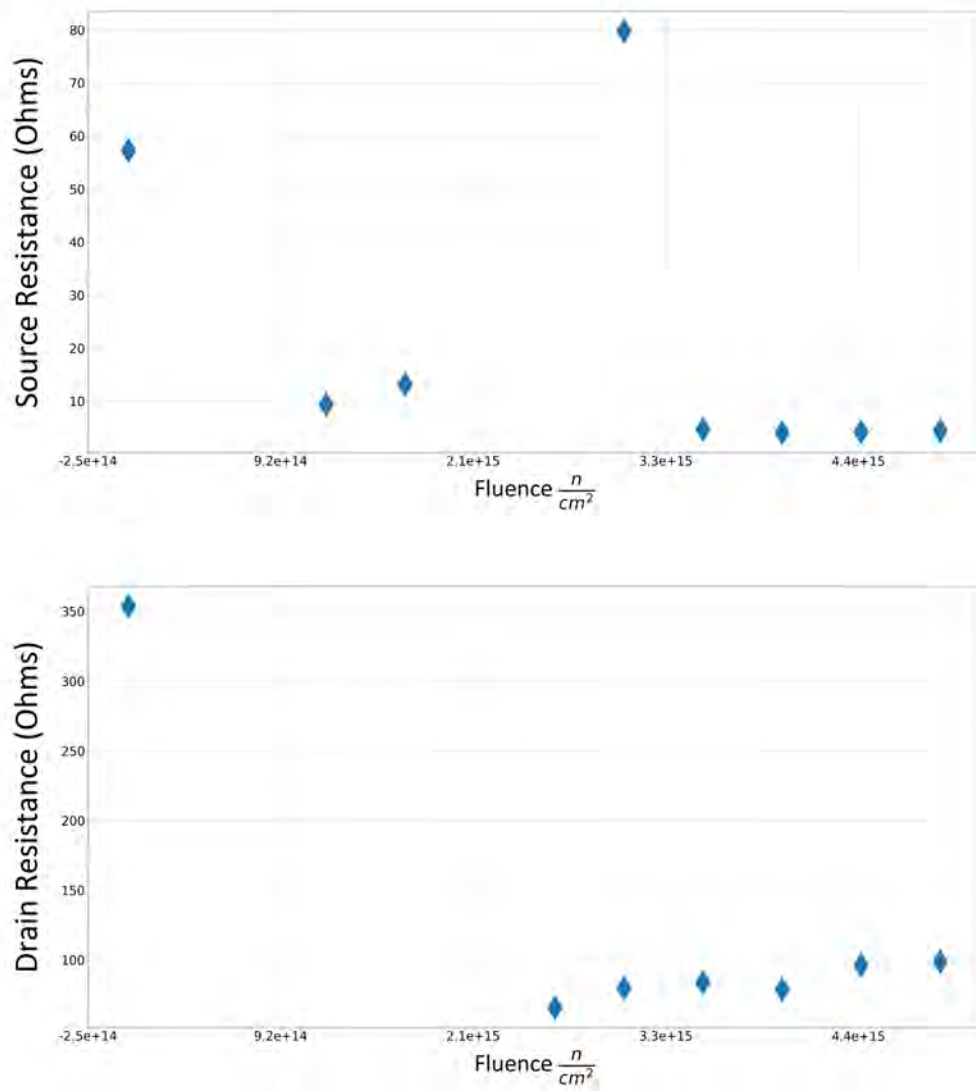 Source Resistance (Ohms)
80
70
60
50
40
30
20
10
-2.5e+14 9.2e+14 2.1e+15 3.3e+15 4.4e+15
Fluence n/cm²
Drain Resistance (Ohms)
350
300
250
200
150
100
-2.5e+14 9.2e+14 2.1e+15 3.3e+15 4.4e+15
Fluence n/cm²